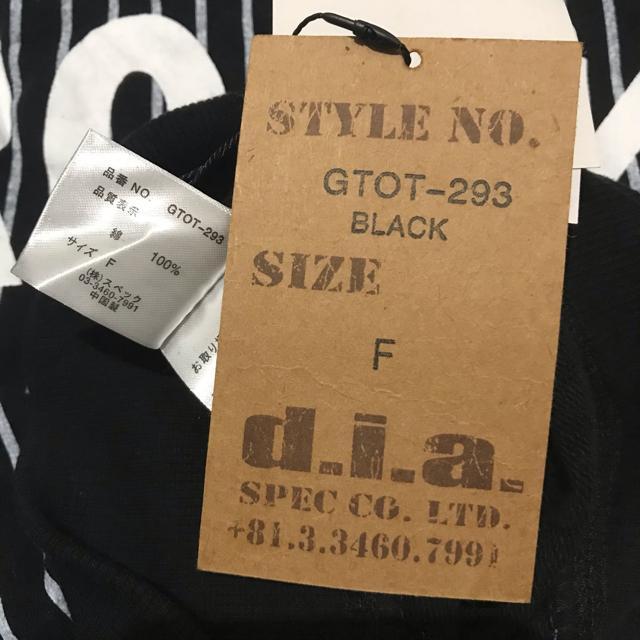 STYLE NO.
GTOT-293
BLACK
SIZE
F
d.i.a.
SPEC CO. LTD.
+81.3.3460.7991
品番 NO. GTOT-293
品質表示
綿 100%
サイズ F
(株)スペック
03-3460-7991
中国製
お取り